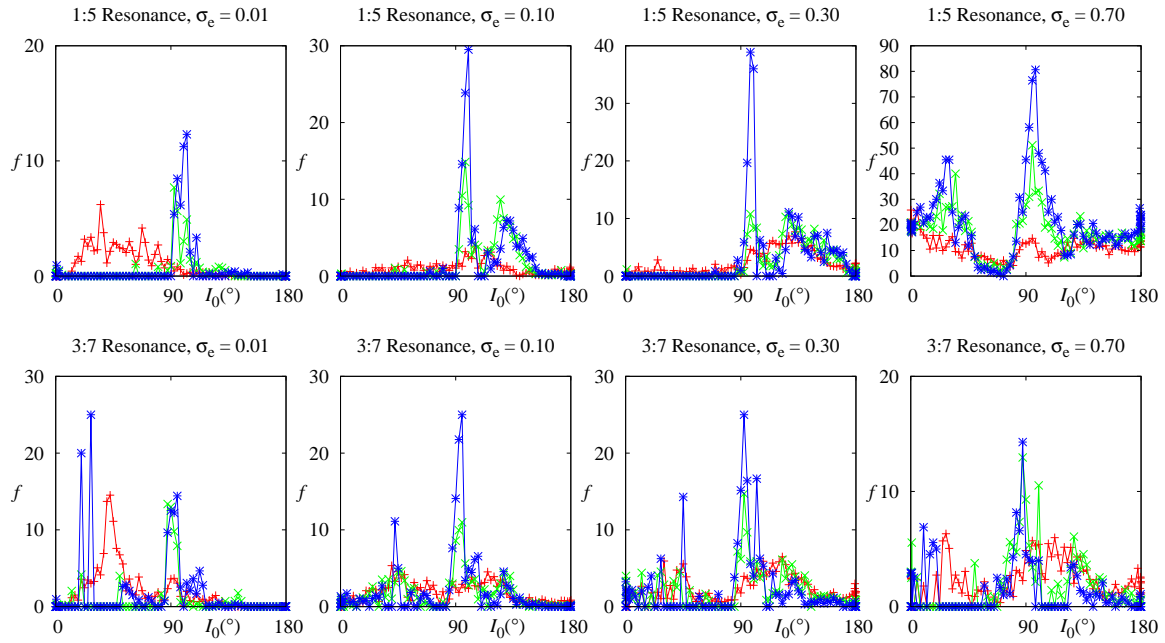 1:5 Resonance, σe = 0.01
1:5 Resonance, σe = 0.10
1:5 Resonance, σe = 0.30
1:5 Resonance, σe = 0.70
20
10
0
f
0
90
I0(°)
180
30
20
10
0
f
0
90
I0(°)
180
40
30
20
10
0
f
0
90
I0(°)
180
90
80
70
60
50
40
30
20
10
0
f
0
90
I0(°)
180
3:7 Resonance, σe = 0.01
3:7 Resonance, σe = 0.10
3:7 Resonance, σe = 0.30
3:7 Resonance, σe = 0.70
30
20
10
0
f
0
90
I0(°)
180
30
20
10
0
f
0
90
I0(°)
180
30
20
10
0
f
0
90
I0(°)
180
20
10
0
f
0
90
I0(°)
180